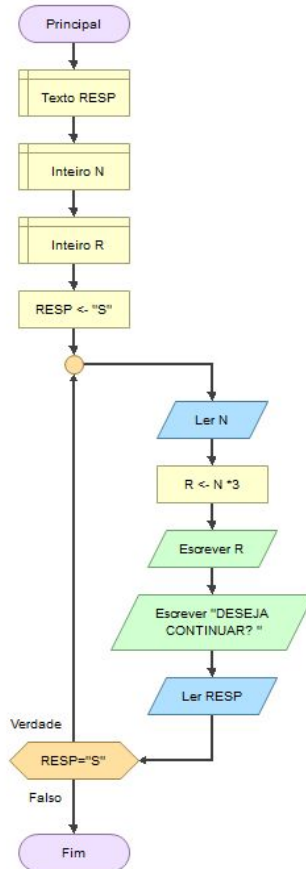 Principal
Texto RESP
Inteiro N
Inteiro R
RESP <- "S"
Ler N
R <- N *3
Escrever R
Escrever "DESEJA
CONTINUAR? "
Ler RESP
Verdade
RESP="S"
Falso
Fim